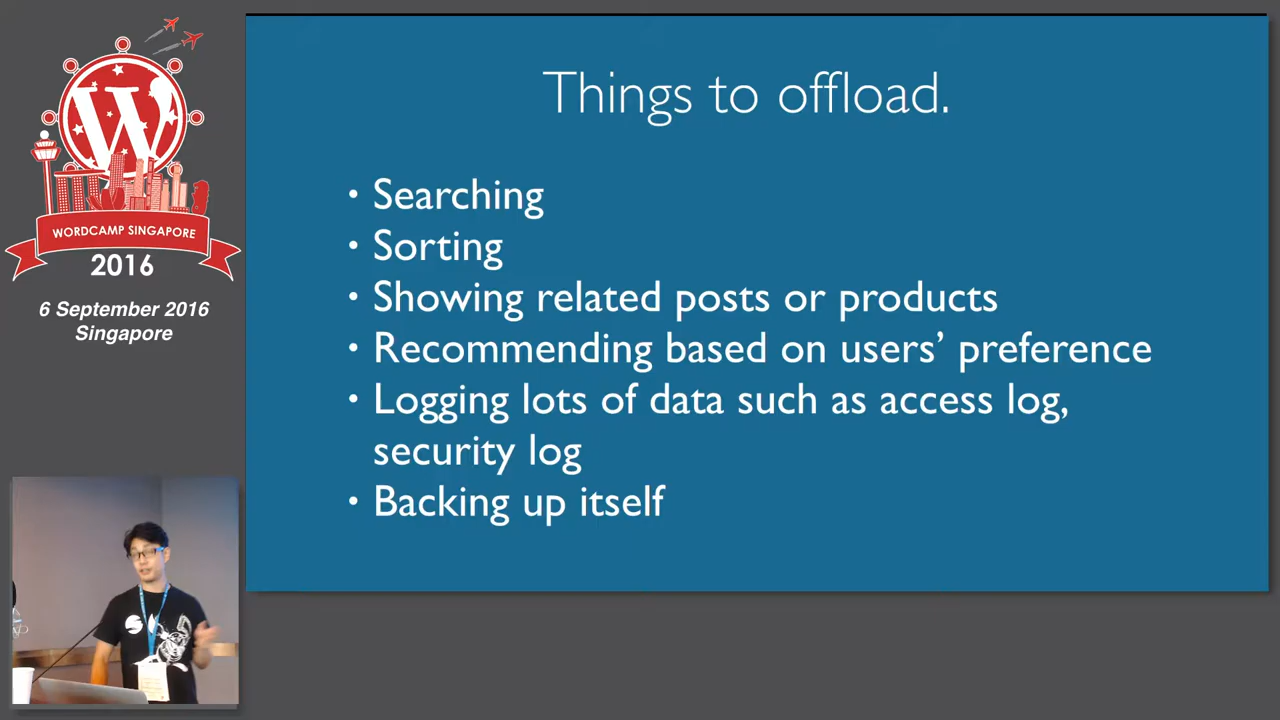 W
WORDCAMP SINGAPORE
2016
6 September 2016
Singapore
Things to offload.
• Searching
• Sorting
• Showing related posts or products
• Recommending based on users’ preference
• Logging lots of data such as access log,
security log
• Backing up itself